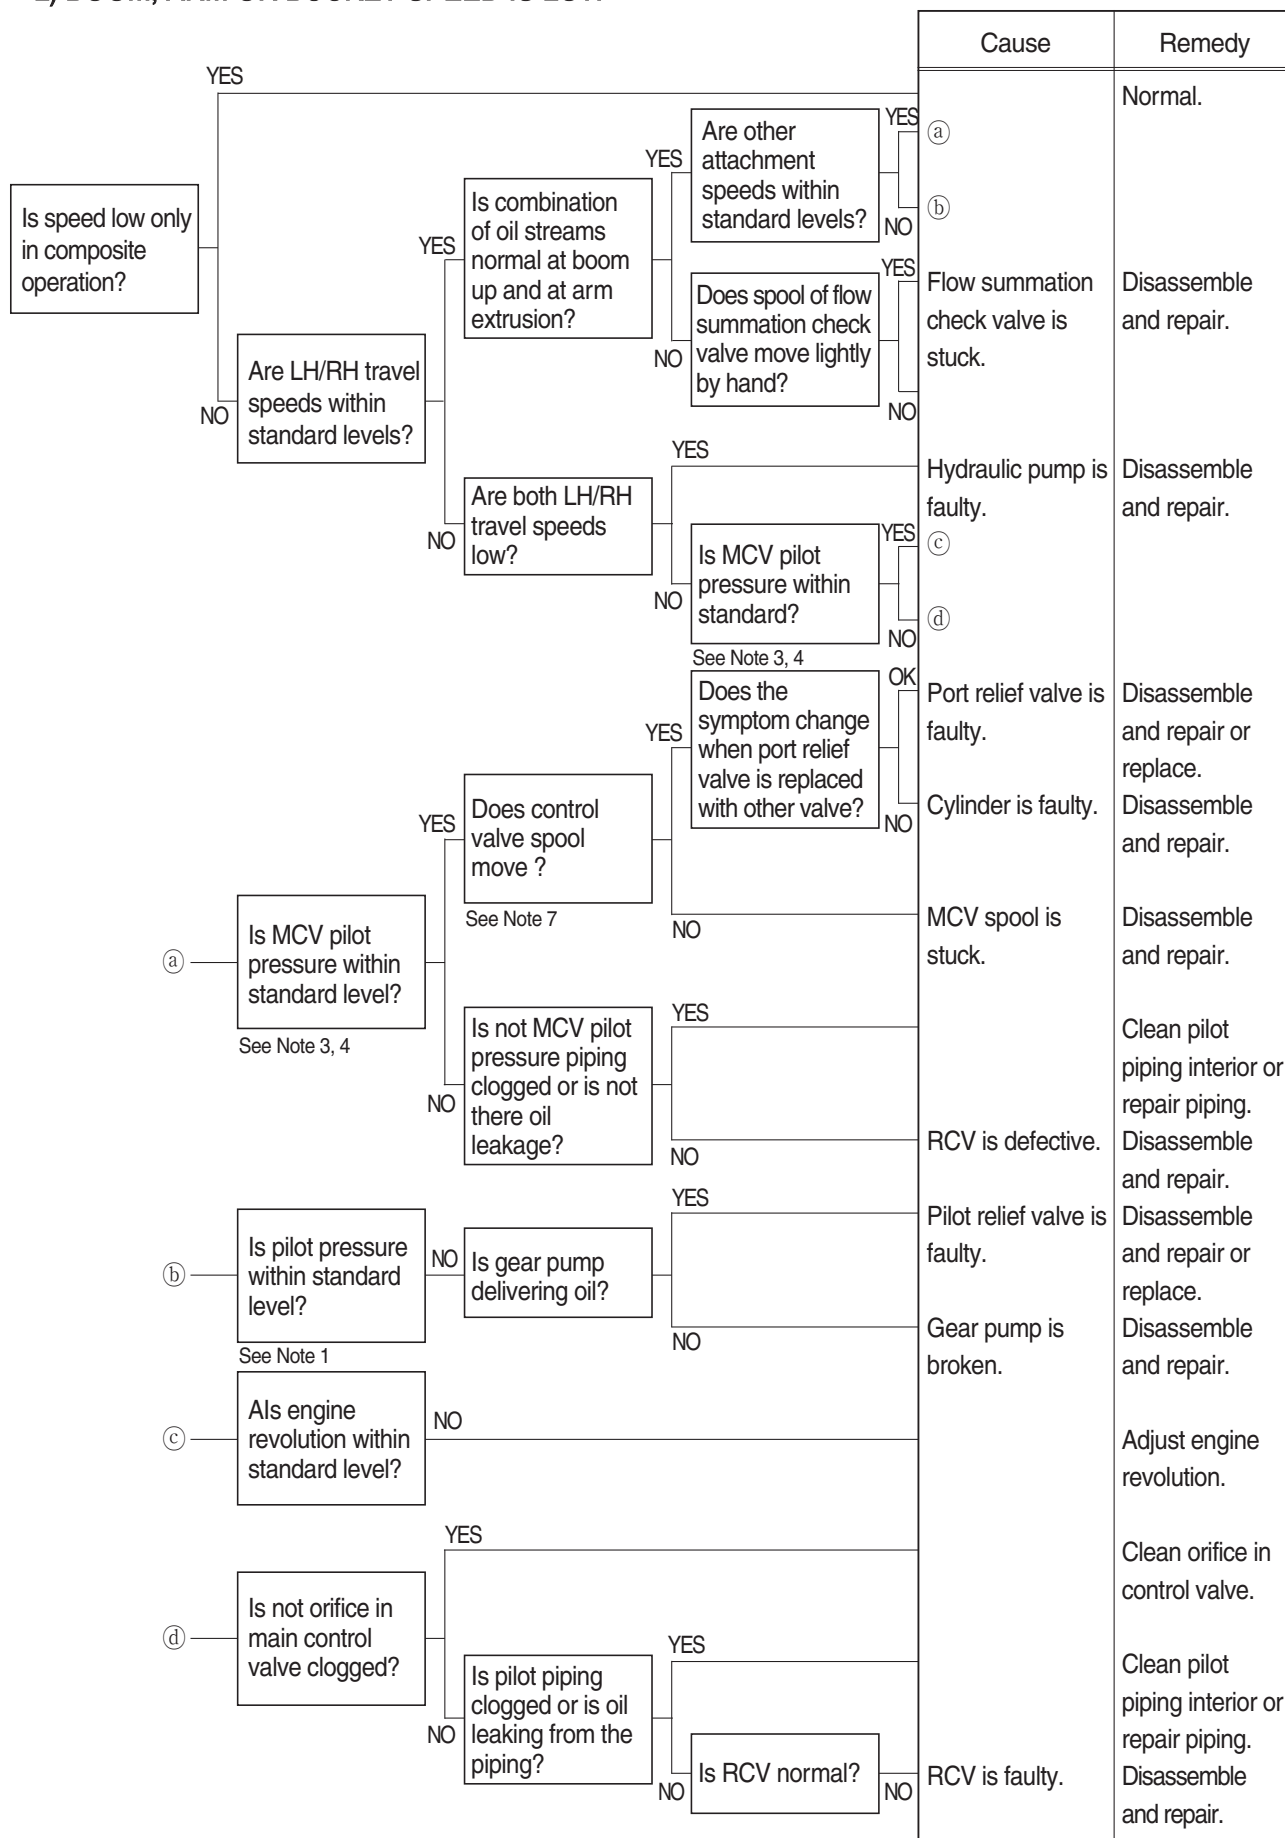 Cause
Remedy
YES
Normal.
Is speed low only
in composite
operation?
NO
Are LH/RH travel
speeds within
standard levels?
YES
Is combination
of oil streams
normal at boom
up and at arm
extrusion?
YES
Are other
attachment
speeds within
standard levels?
YES
ⓐ
NO
ⓑ
NO
Does spool of flow
summation check
valve move lightly
by hand?
YES
Flow summation
check valve is
stuck.
Disassemble
and repair.
NO
NO
Are both LH/RH
travel speeds
low?
YES
Hydraulic pump is
faulty.
Disassemble
and repair.
NO
Is MCV pilot
pressure within
standard?
See Note 3, 4
YES
ⓒ
NO
ⓓ
ⓐ
Is MCV pilot
pressure within
standard level?
See Note 3, 4
YES
Does control
valve spool
move ?
See Note 7
YES
Does the
symptom change
when port relief
valve is replaced
with other valve?
OK
Port relief valve is
faulty.
Disassemble
and repair or
replace.
NO
Cylinder is faulty.
Disassemble
and repair.
NO
MCV spool is
stuck.
Disassemble
and repair.
NO
Is not MCV pilot
pressure piping
clogged or is not
there oil
leakage?
YES
Clean pilot
piping interior or
repair piping.
NO
RCV is defective.
Disassemble
and repair.
ⓑ
Is pilot pressure
within standard
level?
See Note 1
NO
Is gear pump
delivering oil?
YES
Pilot relief valve is
faulty.
Disassemble
and repair or
replace.
NO
Gear pump is
broken.
Disassemble
and repair.
ⓒ
AIs engine
revolution within
standard level?
NO
Adjust engine
revolution.
ⓓ
Is not orifice in
main control
valve clogged?
YES
Clean orifice in
control valve.
NO
Is pilot piping
clogged or is oil
leaking from the
piping?
YES
Clean pilot
piping interior or
repair piping.
NO
Is RCV normal?
NO
RCV is faulty.
Disassemble
and repair.